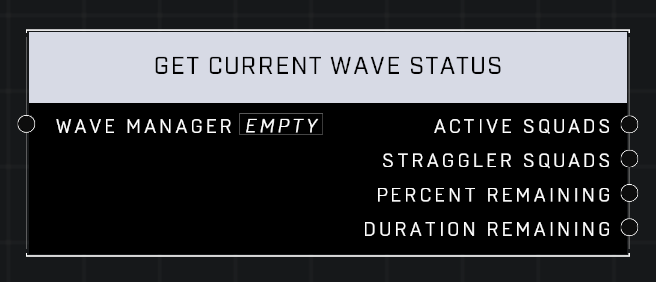 GET CURRENT WAVE STATUS
WAVE MANAGER EMPTY ACTIVE SQUADS
STRAGGLER SQUADS
PERCENT REMAINING
DURATION REMAINING